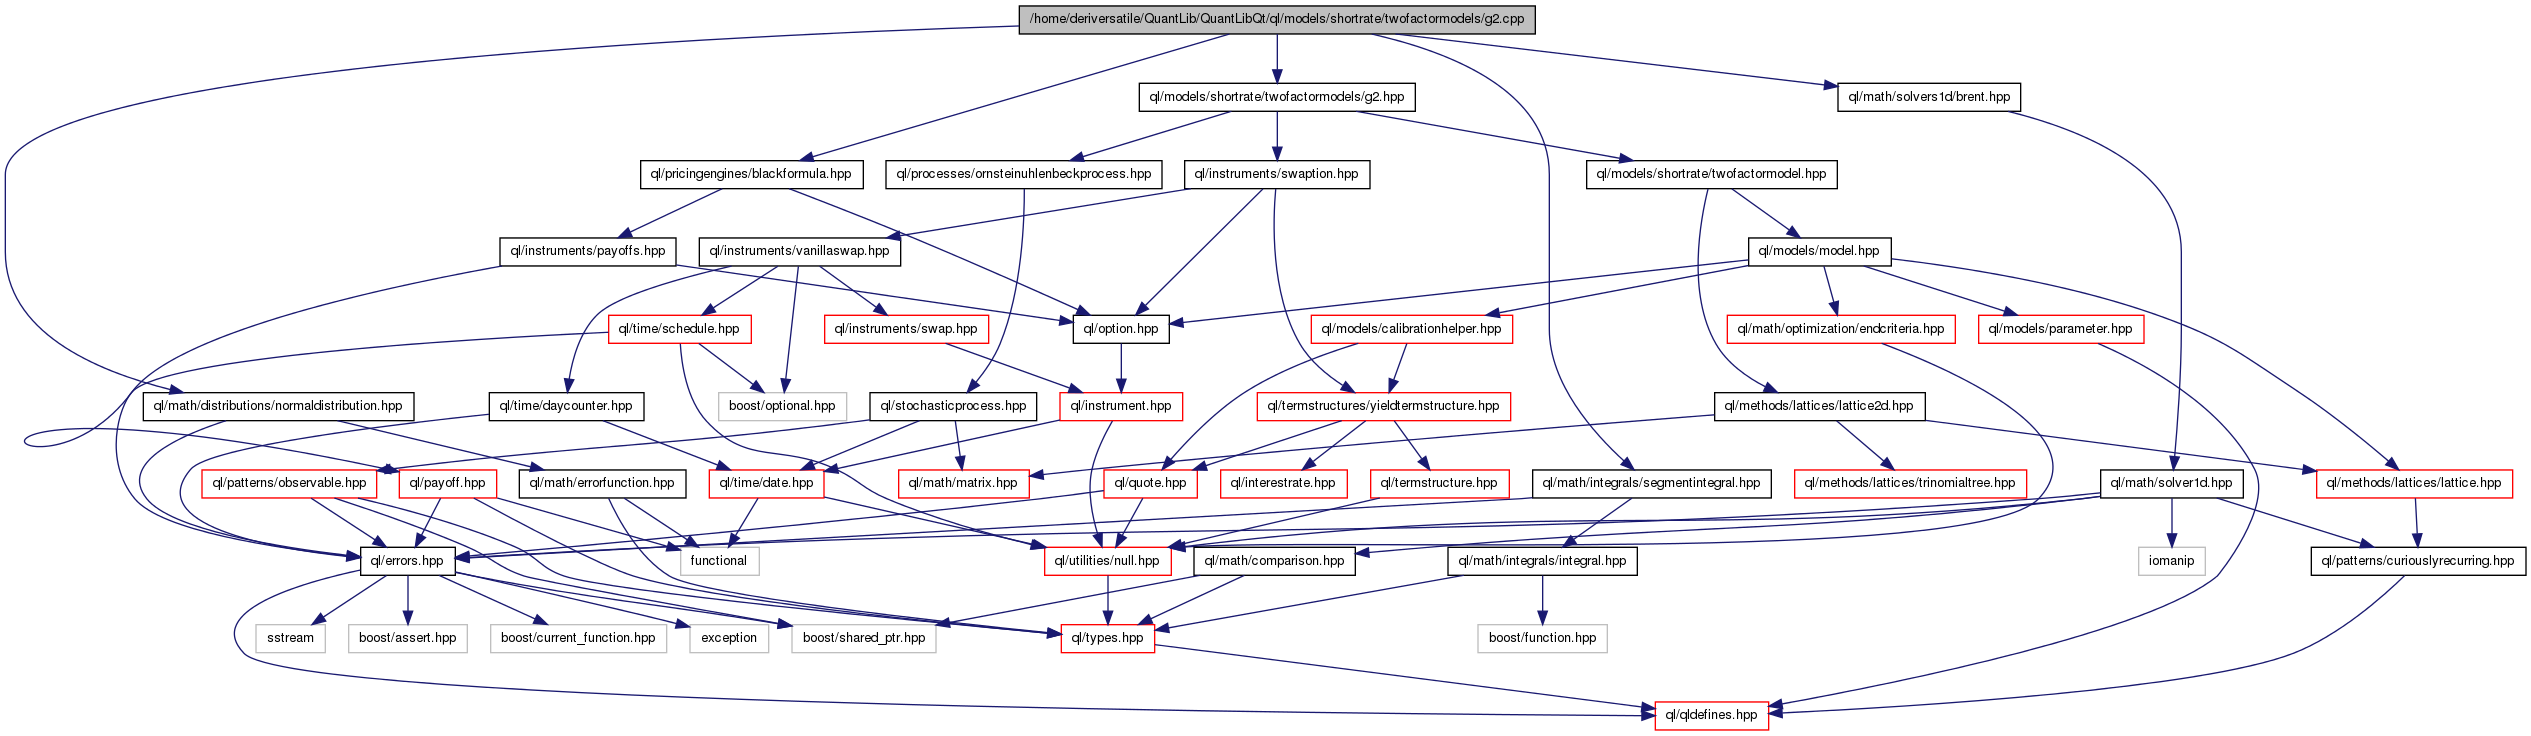 /home/deriversatile/QuantLib/QuantLibQt/ql/models/shortrate/twofactormodels/g2.cpp
ql/models/shortrate/twofactormodels/g2.hpp
ql/math/solvers1d/brent.hpp
ql/pricingengines/blackformula.hpp
ql/processes/ornsteinuhlenbeckprocess.hpp
ql/instruments/swaption.hpp
ql/models/shortrate/twofactormodel.hpp
ql/instruments/payoffs.hpp
ql/instruments/vanillaswap.hpp
ql/models/model.hpp
ql/time/schedule.hpp
ql/instruments/swap.hpp
ql/option.hpp
ql/models/calibrationhelper.hpp
ql/math/optimization/endcriteria.hpp
ql/models/parameter.hpp
ql/math/distributions/normaldistribution.hpp
ql/time/daycounter.hpp
boost/optional.hpp
ql/stochasticprocess.hpp
ql/instrument.hpp
ql/termstructures/yieldtermstructure.hpp
ql/methods/lattices/lattice2d.hpp
ql/patterns/observable.hpp
ql/payoff.hpp
ql/math/errorfunction.hpp
ql/time/date.hpp
ql/math/matrix.hpp
ql/quote.hpp
ql/interestrate.hpp
ql/termstructure.hpp
ql/math/integrals/segmentintegral.hpp
ql/methods/lattices/trinomialtree.hpp
ql/math/solver1d.hpp
ql/methods/lattices/lattice.hpp
ql/errors.hpp
functional
ql/utilities/null.hpp
ql/math/comparison.hpp
ql/math/integrals/integral.hpp
iomanip
ql/patterns/curiouslyrecurring.hpp
sstream
boost/assert.hpp
boost/current_function.hpp
exception
boost/shared_ptr.hpp
ql/types.hpp
boost/function.hpp
ql/qldefines.hpp